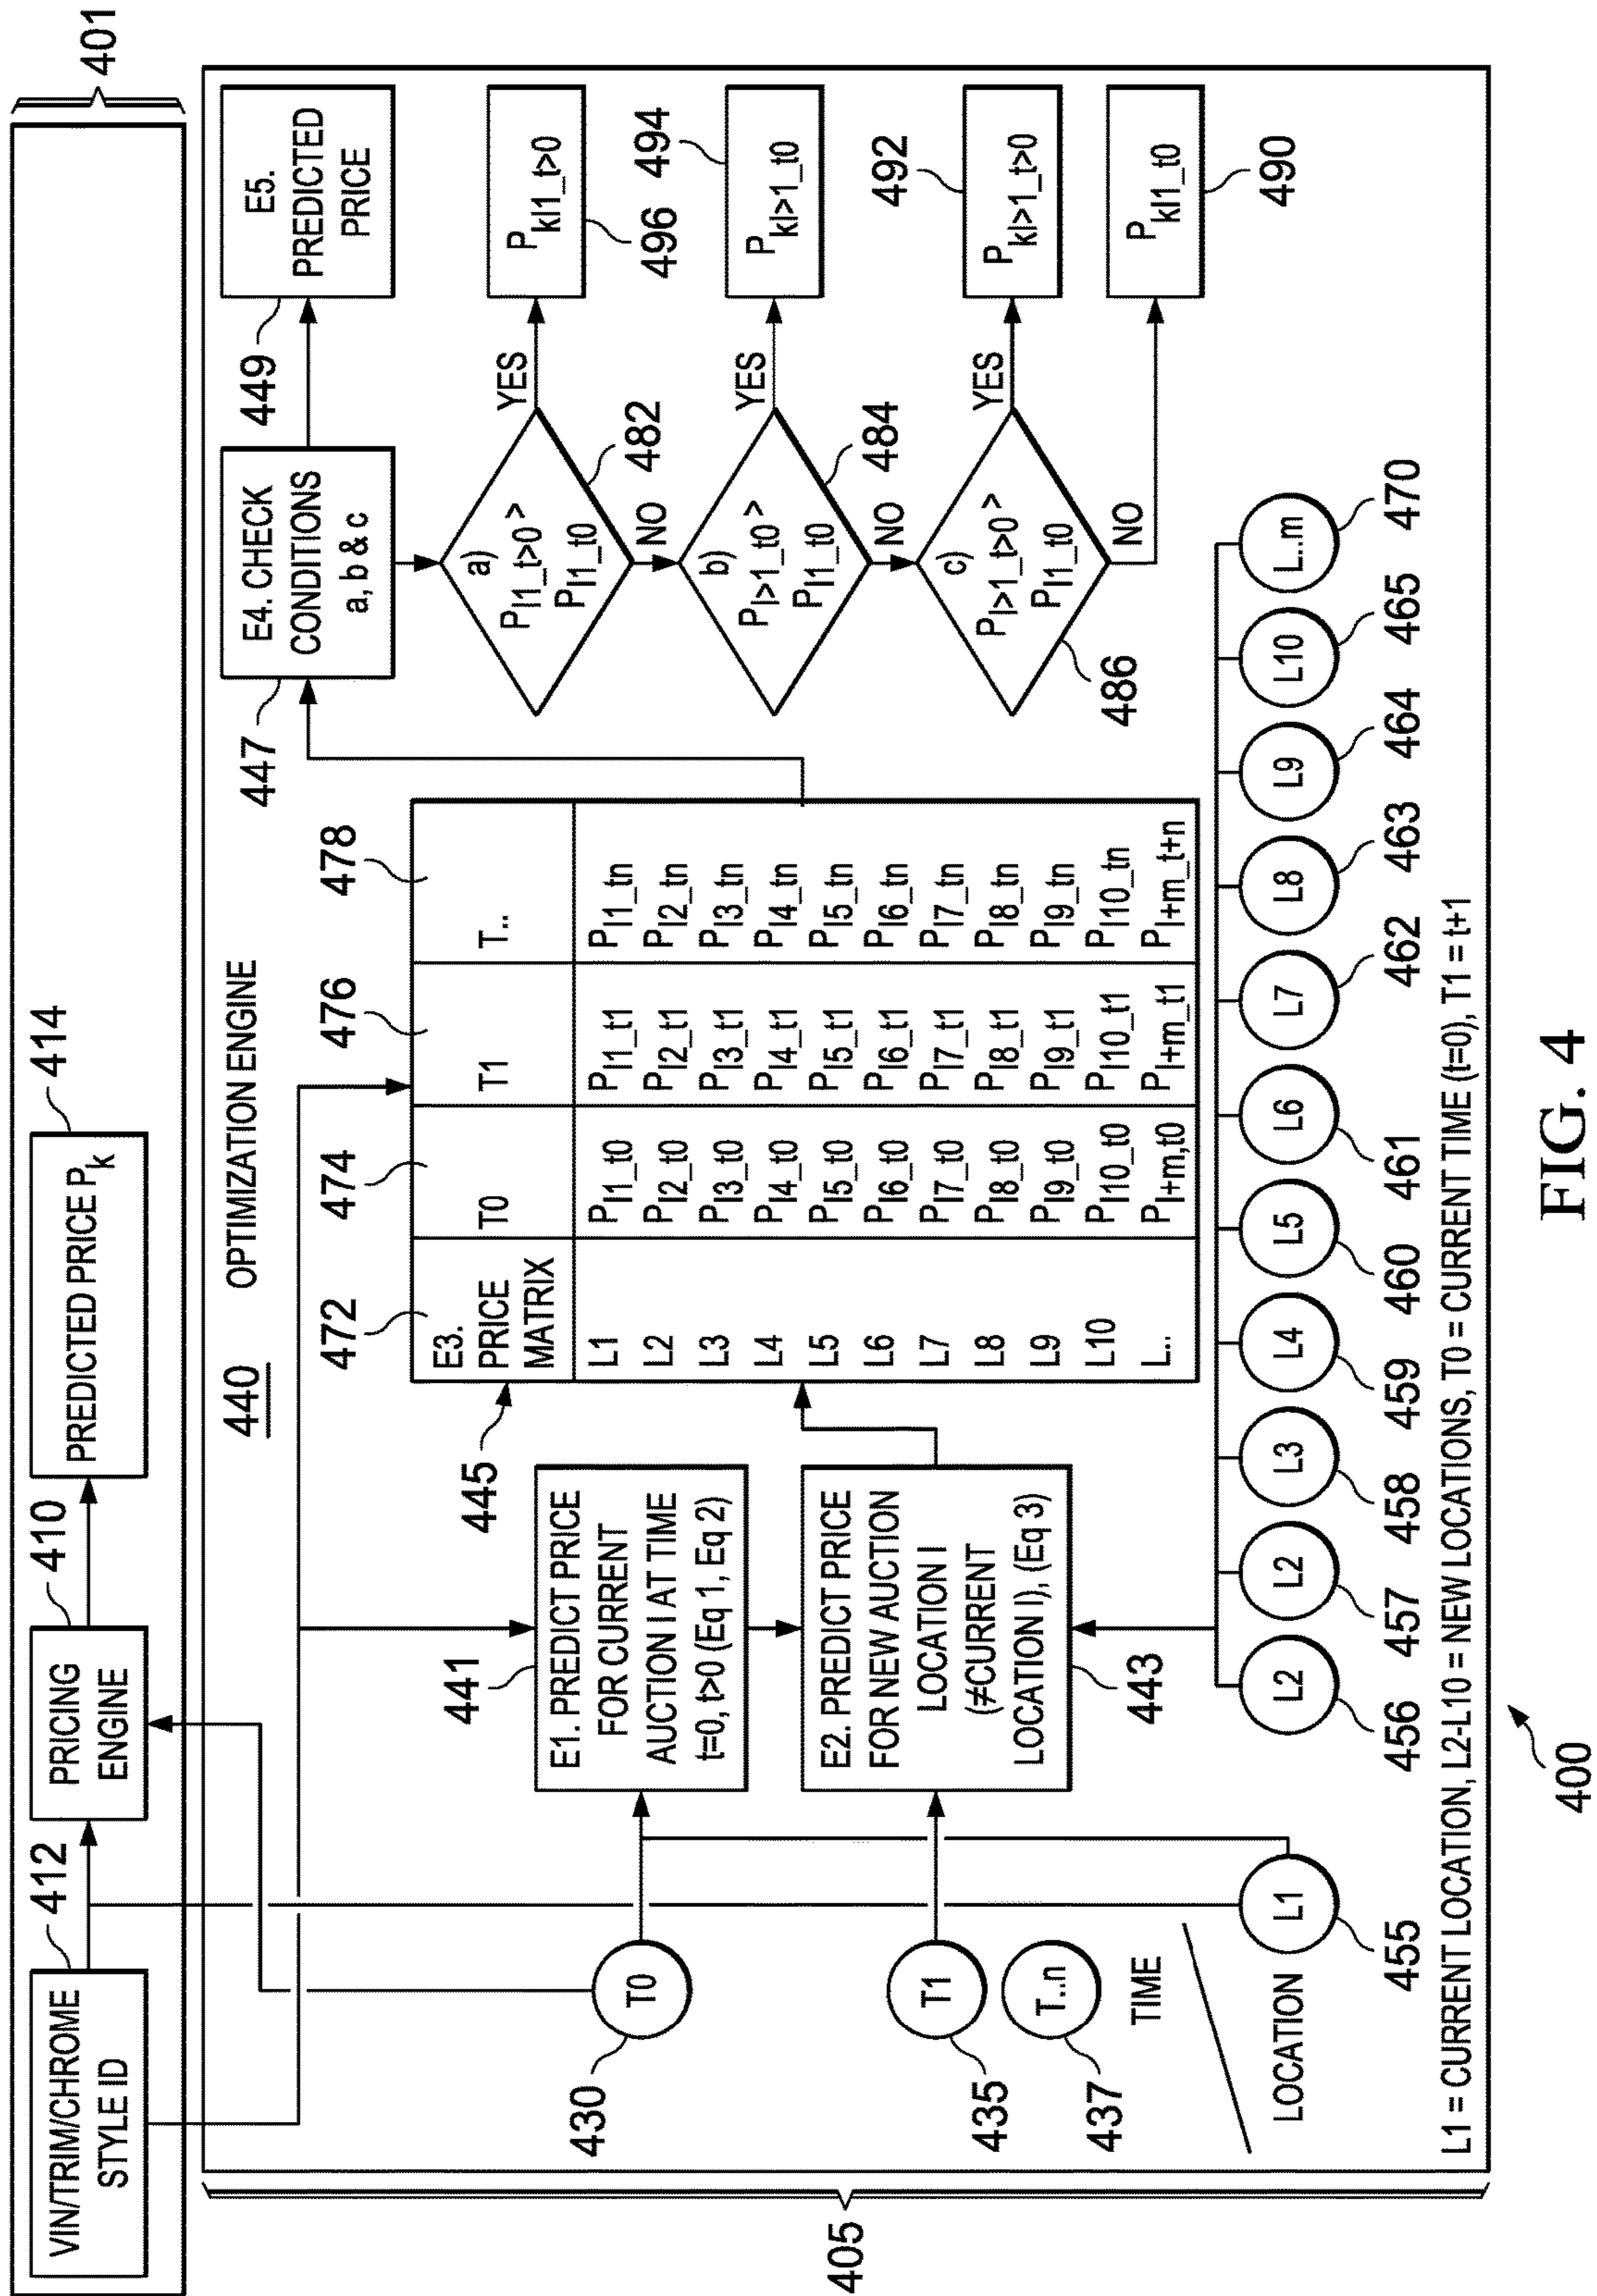 401
VIN/TRIM/CHROME
STYLE ID
412
PRICING
ENGINE
410
PREDICTED PRICE Pk
414
405
440
OPTIMIZATION ENGINE
T0
430
T1
435
T..n
437
TIME
LOCATION
L1
455
441
E1. PREDICT PRICE
FOR CURRENT
AUCTION l AT TIME
t=0, t>0 (Eq 1, Eq 2)
E2. PREDICT PRICE
FOR NEW AUCTION
LOCATION l
(≠CURRENT
LOCATION l), (Eq 3)
443
445
472
474
476
478
E3.
PRICE
MATRIX
T0
T1
T..
L1 Pl1_t0 Pl1_t1 Pl1_tn
L2 Pl2_t0 Pl2_t1 Pl2_tn
L3 Pl3_t0 Pl3_t1 Pl3_tn
L4 Pl4_t0 Pl4_t1 Pl4_tn
L5 Pl5_t0 Pl5_t1 Pl5_tn
L6 Pl6_t0 Pl6_t1 Pl6_tn
L7 Pl7_t0 Pl7_t1 Pl7_tn
L8 Pl8_t0 Pl8_t1 Pl8_tn
L9 Pl9_t0 Pl9_t1 Pl9_tn
L10 Pl10_t0 Pl10_t1 Pl10_tn
L.. Pl+m,t0 Pl+m_t1 Pl+m_t+n
447
E4. CHECK
CONDITIONS
a, b & c
449
E5.
PREDICTED
PRICE
a)
Pl1_t>0 >
Pl1_t0
482
YES
NO
Pkl1_t>0
496
b)
Pl>1_t0 >
Pl1_t0
484
YES
NO
Pkl>1_t0
494
c)
Pl>1_t>0 >
Pl1_t0
486
YES
NO
Pkl>1_t>0
492
Pkl1_t0
490
L2
L2
L3
L4
L5
L6
L7
L8
L9
L10
L..m
456
457
458
459
460
461
462
463
464
465
470
L1 = CURRENT LOCATION, L2-L10 = NEW LOCATIONS, T0 = CURRENT TIME (t=0), T1 = t+1
400
FIG. 4